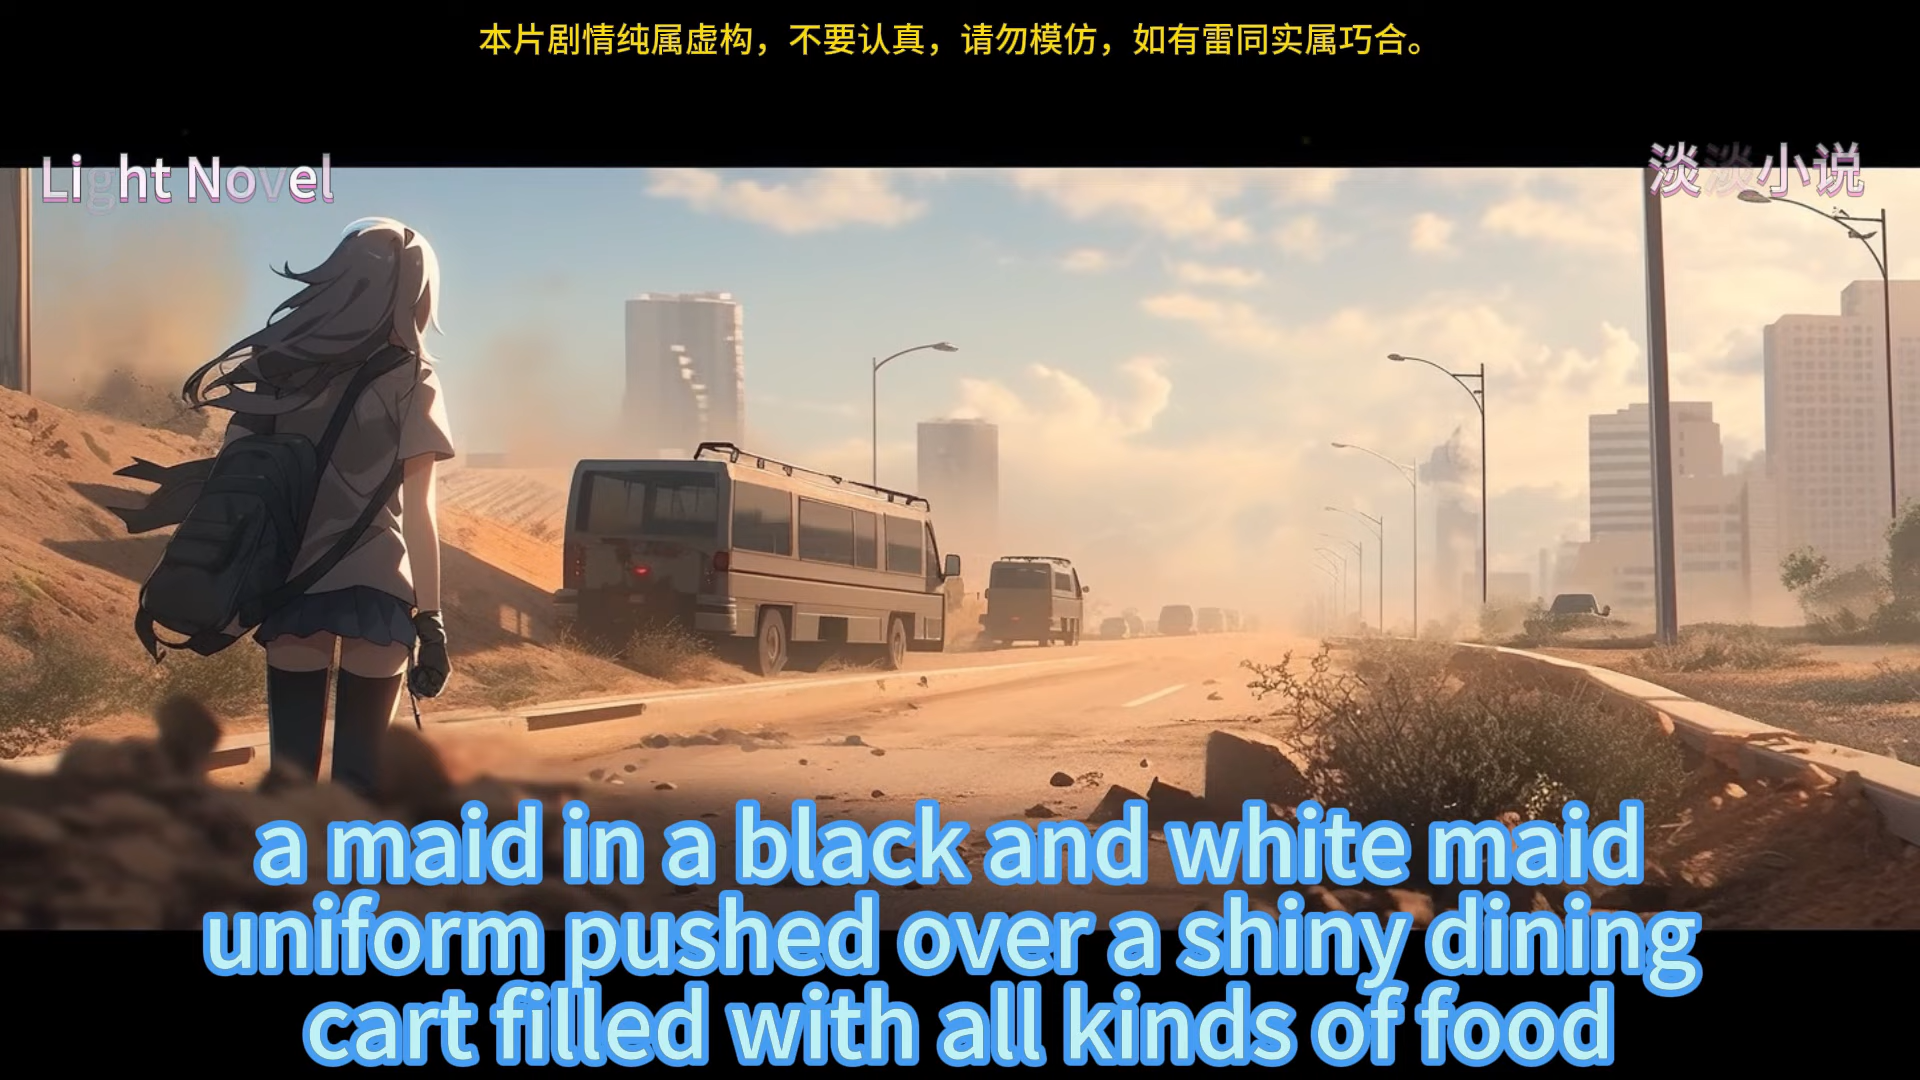 本片剧情纯属虚构，不要认真，请勿模仿，如有雷同实属巧合。
Light Novel
淡淡小说
a maid in a black and white maid
uniform pushed over a shiny dining
cart filled with all kinds of food